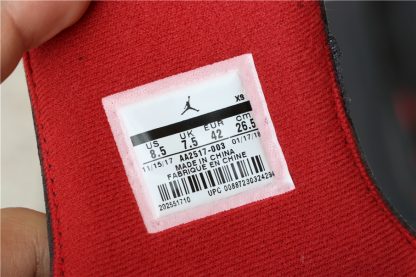 XS
US UK EUR cm
8.5 7.5 42 26.5
11/15/17 AA2517-003 01/17/18
MADE IN CHINA
FABRIQUE EN CHINE
202551710
UPC 00887230324294